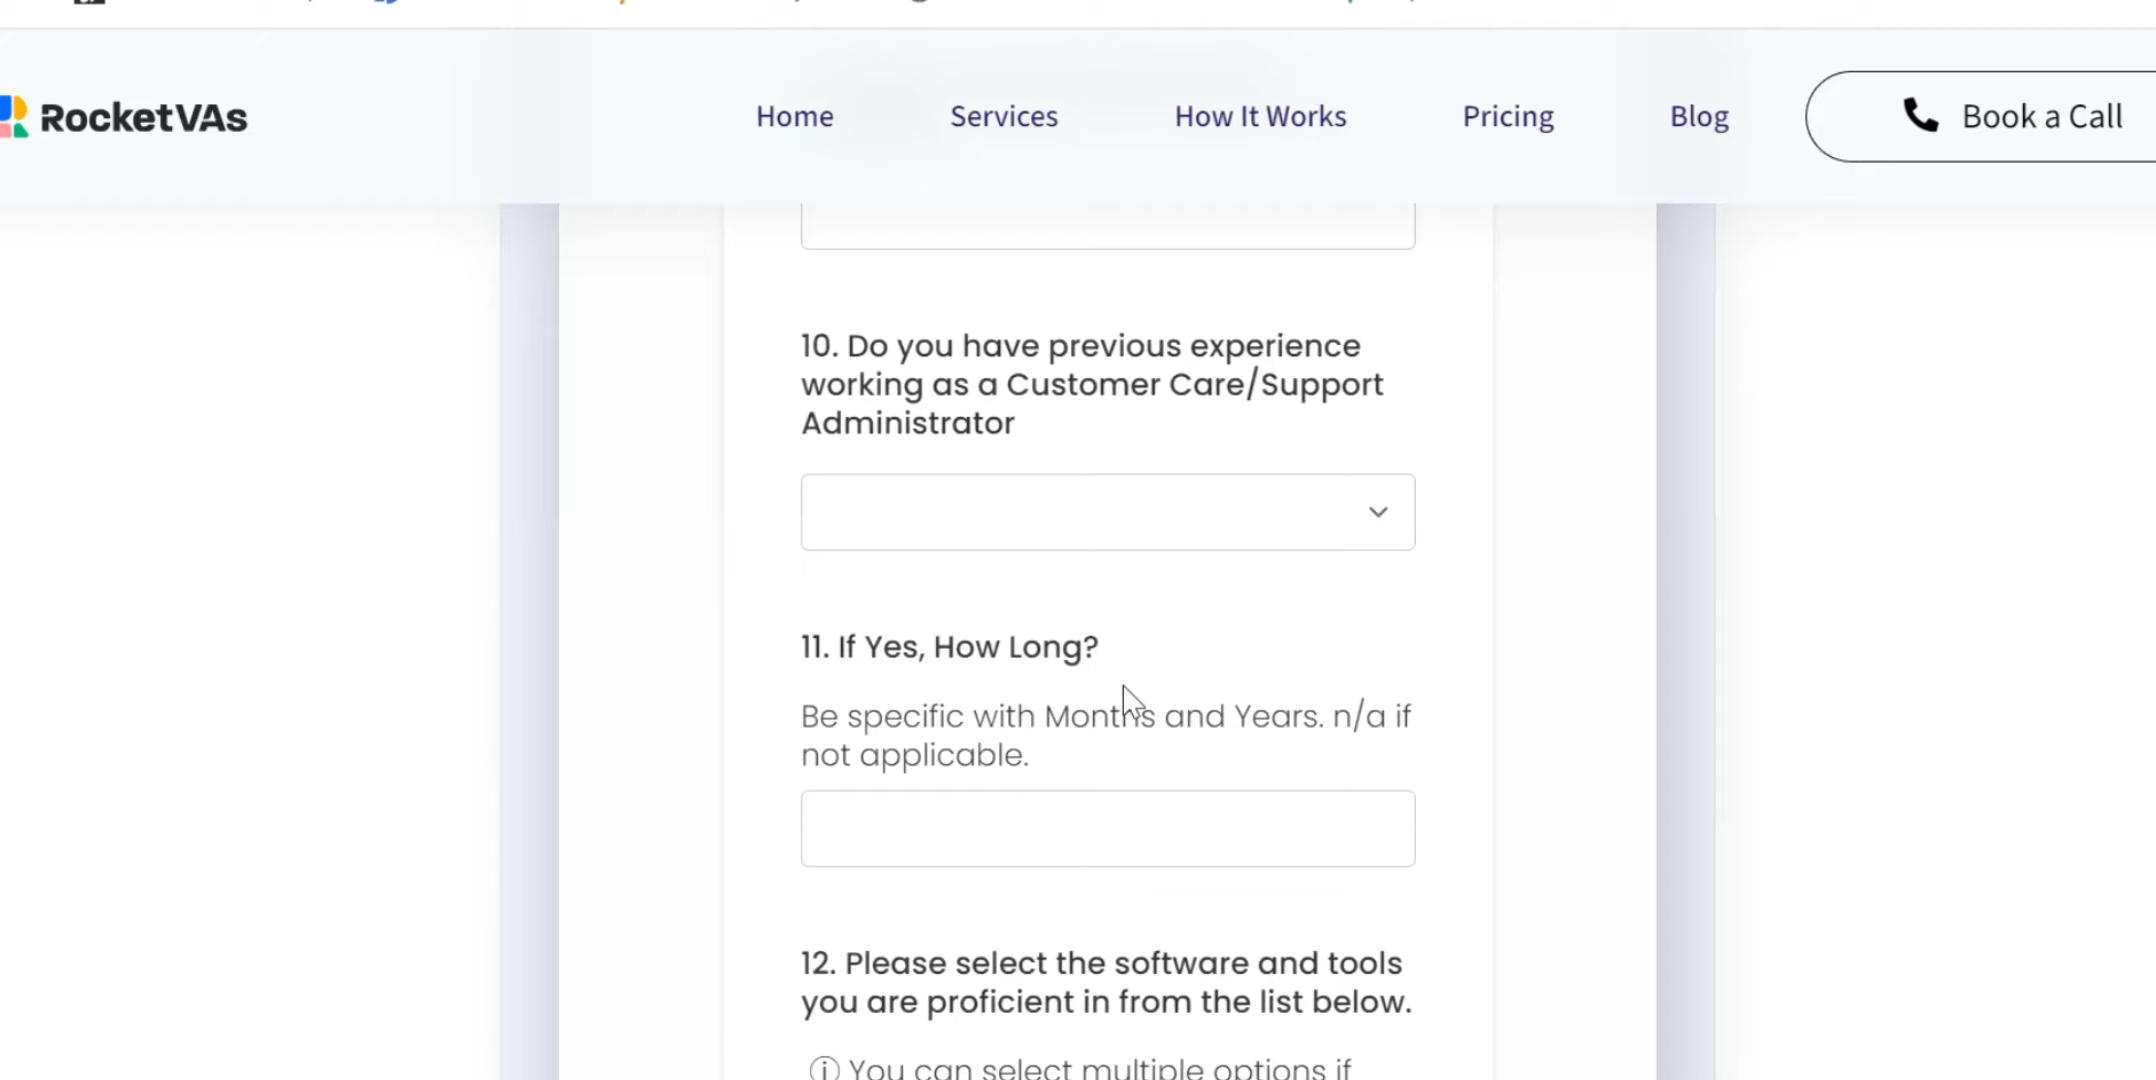 RocketVAs
Home
Services
How It Works
Pricing
Blog
Book a Call
10. Do you have previous experience
working as a Customer Care/Support
Administrator
11. If Yes, How Long?
Be specific with Months and Years. n/a if
not applicable.
12. Please select the software and tools
you are proficient in from the list below.
You can select multiple options if